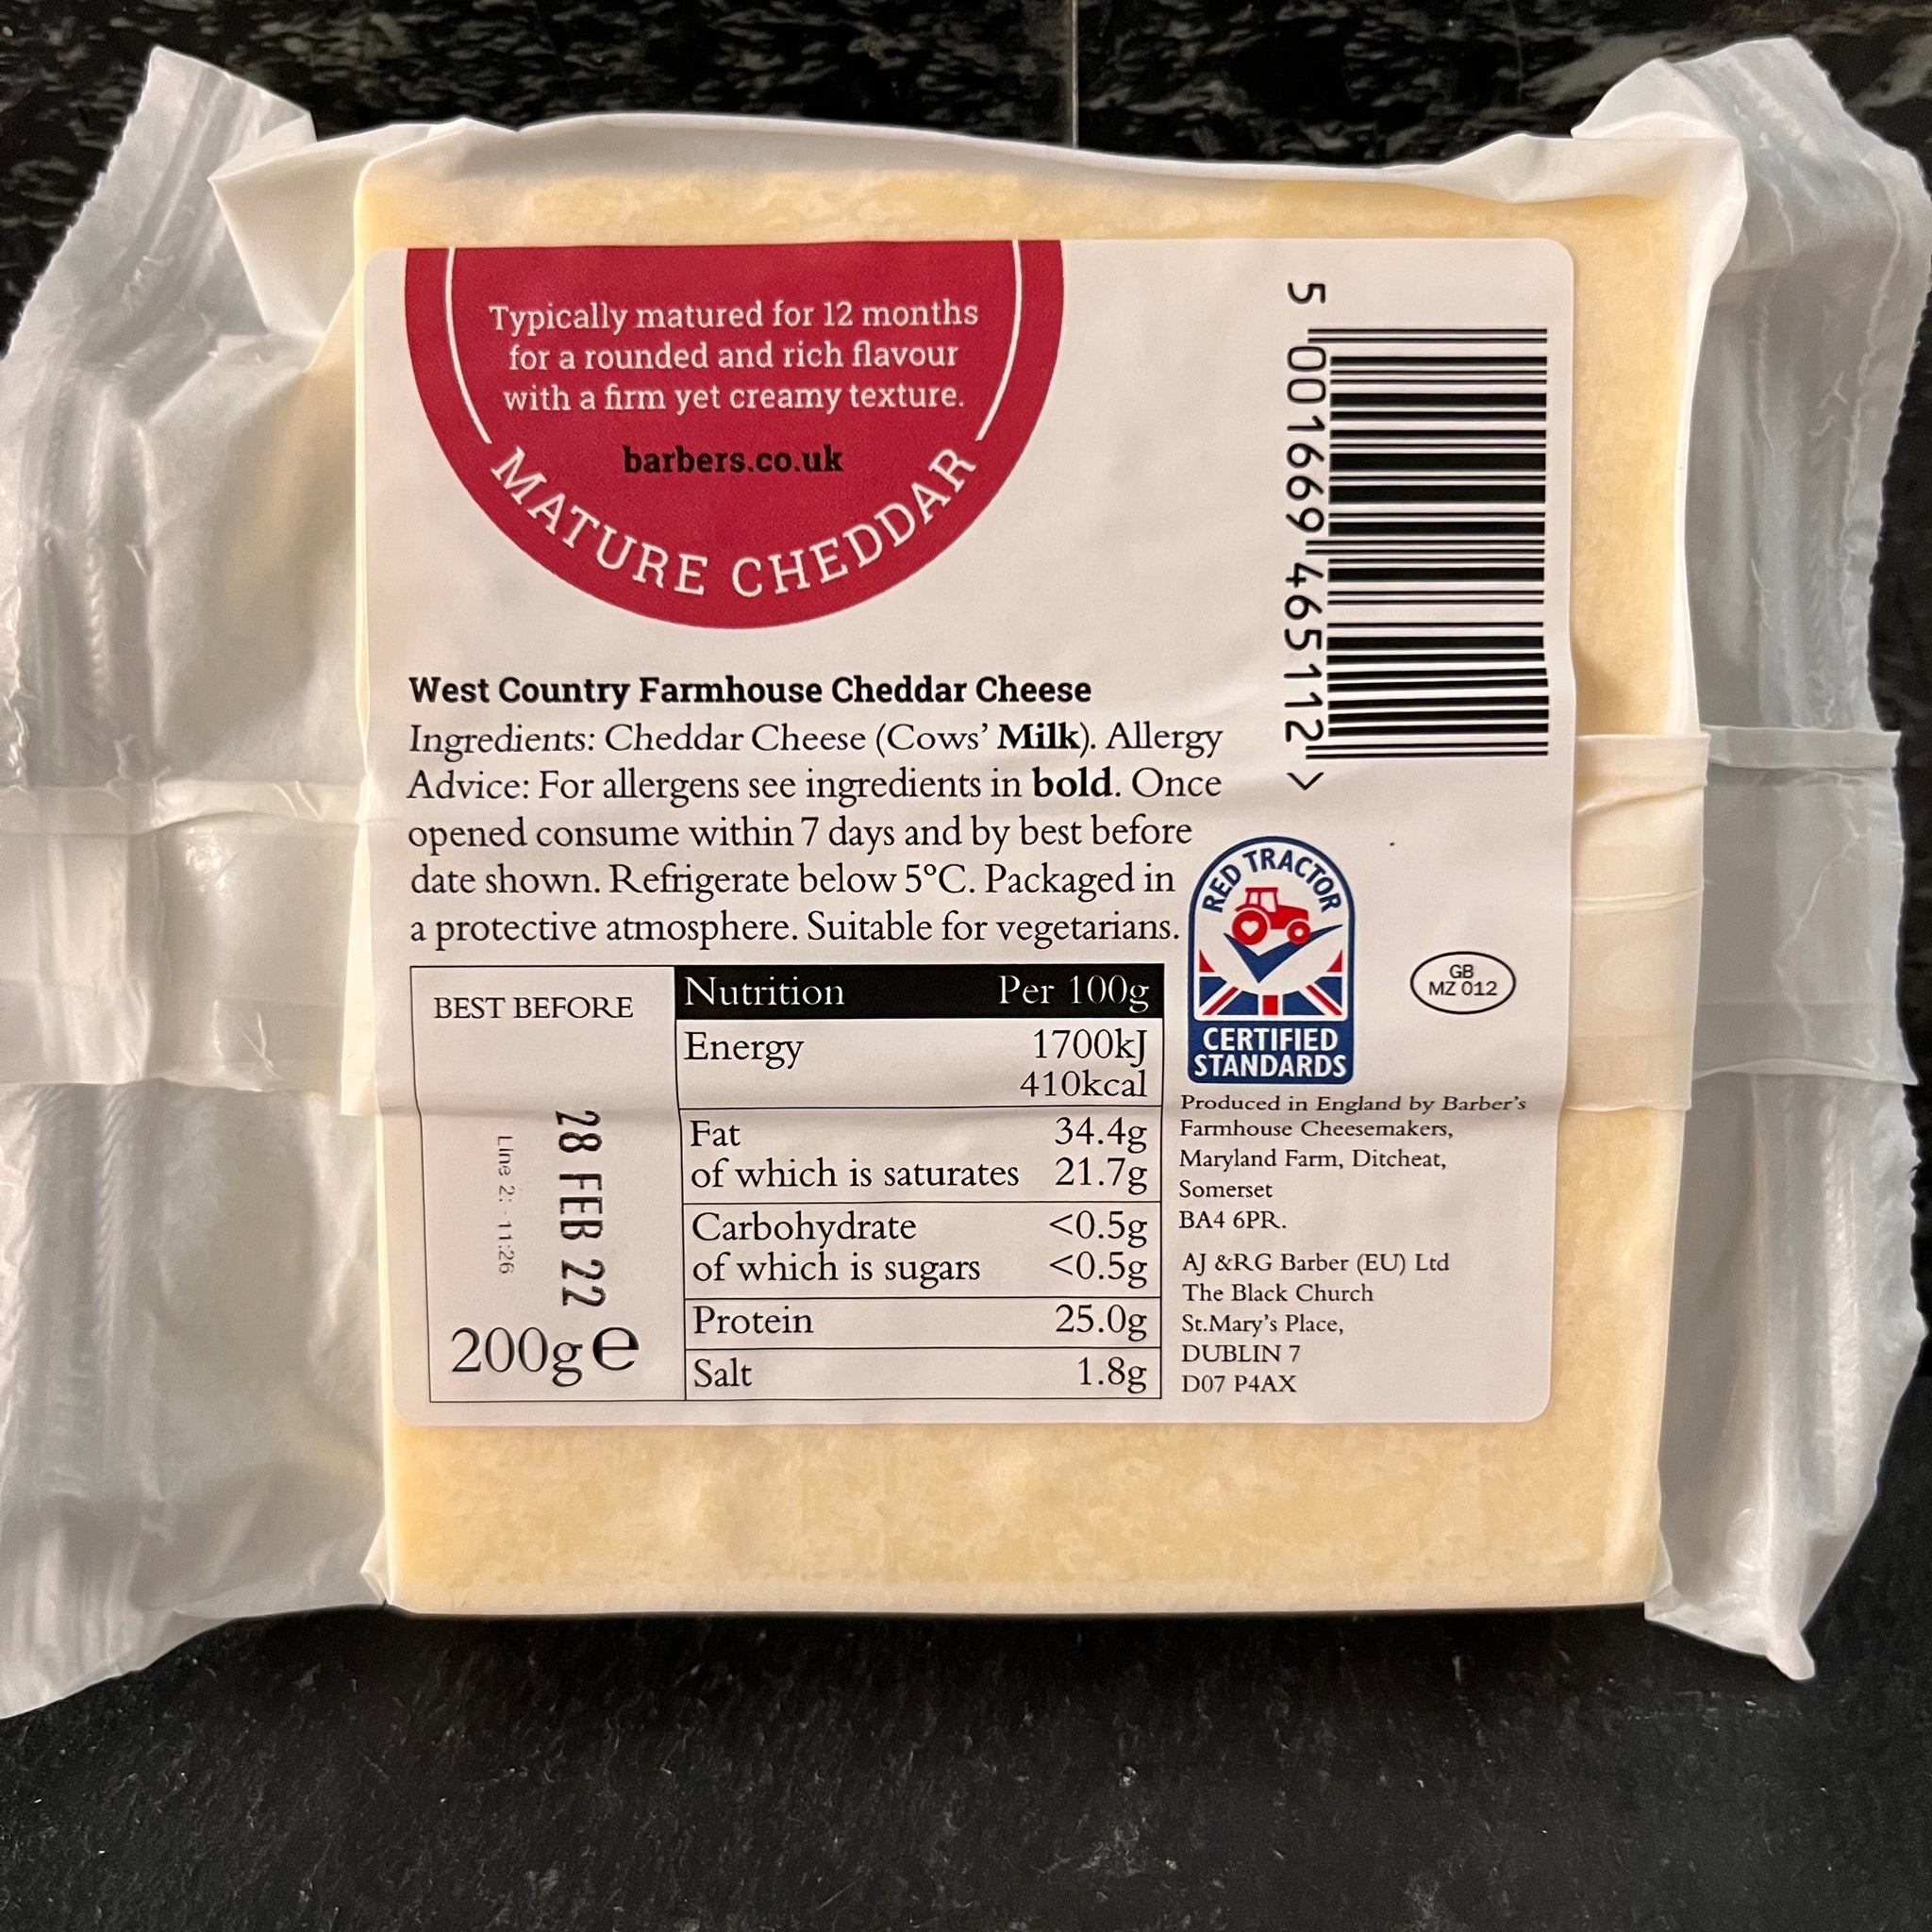 Typically matured for 12 months
for a rounded and rich flavour
with a firm yet creamy texture.
barbers.co.uk
MATURE CHEDDAR
5 001669 465112 >
West Country Farmhouse Cheddar Cheese
Ingredients: Cheddar Cheese (Cows' Milk). Allergy
Advice: For allergens see ingredients in bold. Once
opened consume within 7 days and by best before
date shown. Refrigerate below 5ºC. Packaged in
a protective atmosphere. Suitable for vegetarians.
BEST BEFORE
28 FEB 22
Line 2: - 11:26
200g e
Nutrition Per 100g
Energy 1700kJ
410kcal
Fat 34.4g
of which is saturates 21.7g
Carbohydrate <0.5g
of which is sugars <0.5g
Protein 25.0g
Salt 1.8g
RED TRACTOR
CERTIFIED
STANDARDS
GB
MZ 012
Produced in England by Barber's
Farmhouse Cheesemakers,
Maryland Farm, Ditcheat,
Somerset
BA4 6PR.
AJ &RG Barber (EU) Ltd
The Black Church
St.Mary's Place,
DUBLIN 7
D07 P4AX